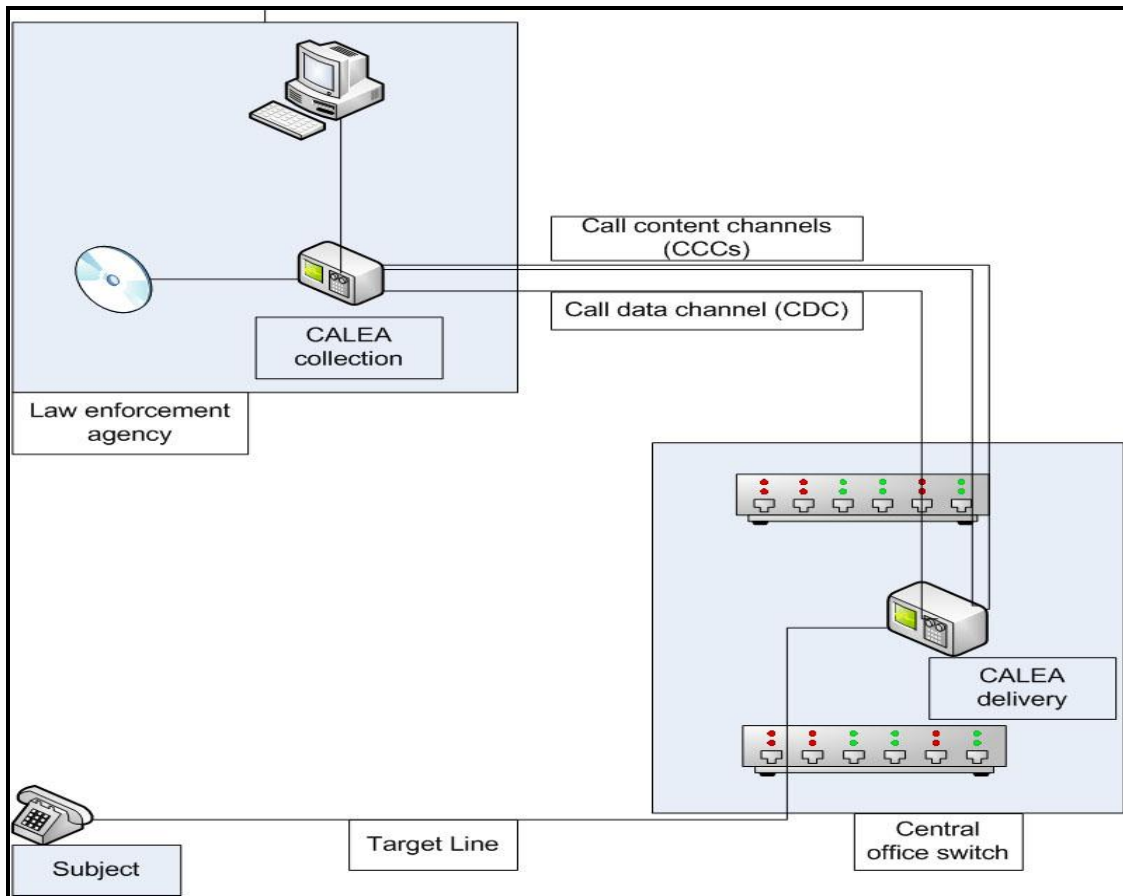 Call content channels
(CCCs)
Call data channel (CDC)
CALEA
collection
Law enforcement
agency
CALEA
delivery
Central
office switch
Target Line
Subject